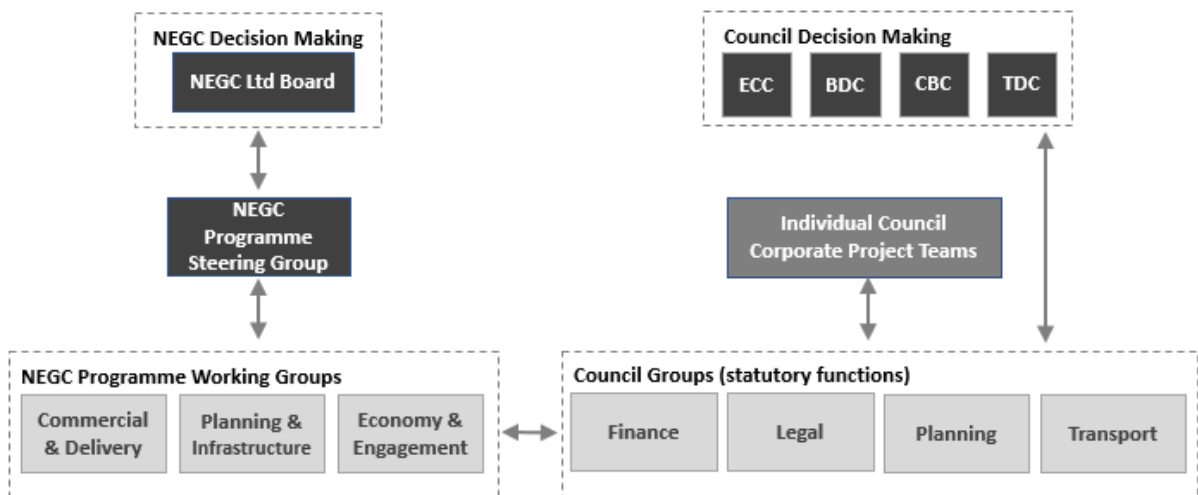 NEGC Decision Making
NEGC Ltd Board
Council Decision Making
ECC
BDC
CBC
TDC
NEGC
Programme
Steering Group
Individual Council
Corporate Project Teams
NEGC Programme Working Groups
Commercial
& Delivery
Planning &
Infrastructure
Economy &
Engagement
Council Groups (statutory functions)
Finance
Legal
Planning
Transport